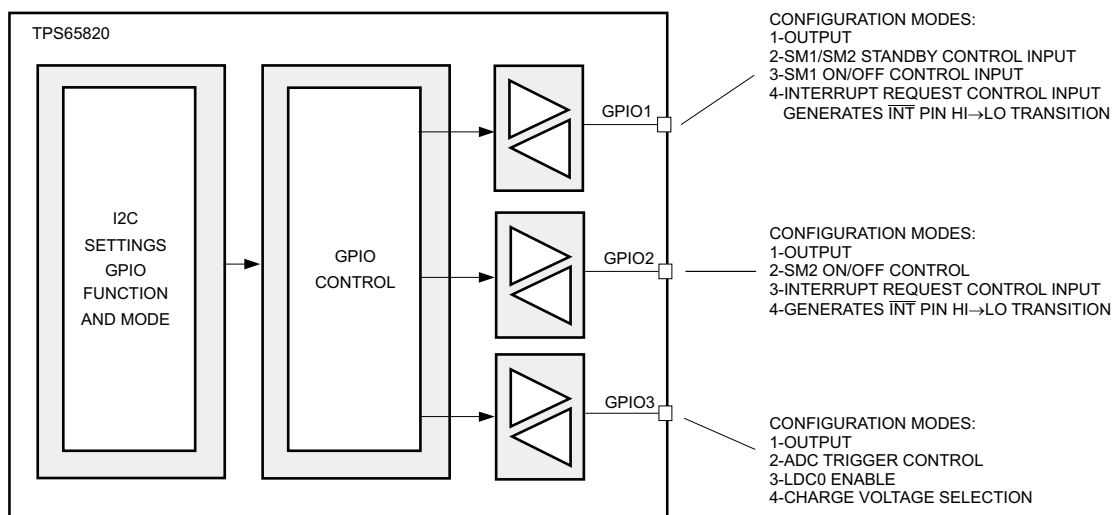 TPS65820
I2C
SETTINGS
GPIO
FUNCTION
AND MODE
GPIO
CONTROL
GPIO1
GPIO2
GPIO3
CONFIGURATION MODES:
1-OUTPUT
2-SM1/SM2 STANDBY CONTROL INPUT
3-SM1 ON/OFF CONTROL INPUT
4-INTERRUPT REQUEST CONTROL INPUT
GENERATES I̅N̅T̅ PIN HI→LO TRANSITION
CONFIGURATION MODES:
1-OUTPUT
2-SM2 ON/OFF CONTROL
3-INTERRUPT REQUEST CONTROL INPUT
4-GENERATES I̅N̅T̅ PIN HI→LO TRANSITION
CONFIGURATION MODES:
1-OUTPUT
2-ADC TRIGGER CONTROL
3-LDC0 ENABLE
4-CHARGE VOLTAGE SELECTION